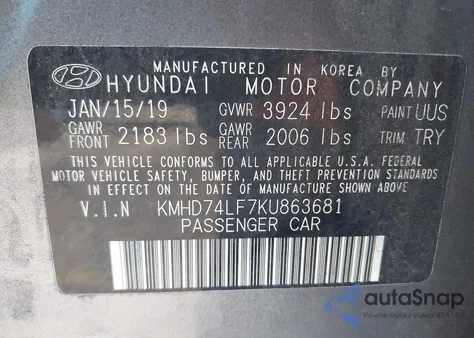 MANUFACTURED IN KOREA BY
HYUNDAI MOTOR COMPANY
JAN/15/19 GVWR 3924 lbs PAINT UUS
GAWR FRONT 2183 lbs GAWR REAR 2006 lbs TRIM TRY
THIS VEHICLE CONFORMS TO ALL APPLICABLE U.S.A. FEDERAL
MOTOR VEHICLE SAFETY, BUMPER, AND THEFT PREVENTION STANDARDS
IN EFFECT ON THE DATE OF MANUFACTURE SHOWN ABOVE.
V.I.N KMHD74LF7KU863681
PASSENGER CAR
autoSnap